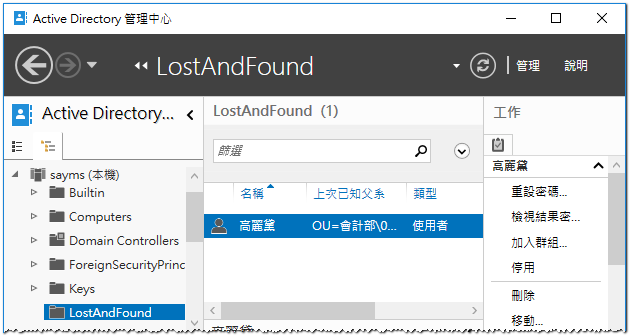 Active Directory 管理中心
LostAndFound
管理
說明
Active Directory...
sayms (本機)
Builtin
Computers
Domain Controllers
ForeignSecurityPrinc
Keys
LostAndFound
LostAndFound (1)
篩選
名稱
上次已知父系
類型
高麗黛
OU=會計部\0...
使用者
工作
高麗黛
重設密碼...
檢視結果密...
加入群組...
停用
刪除
移動...